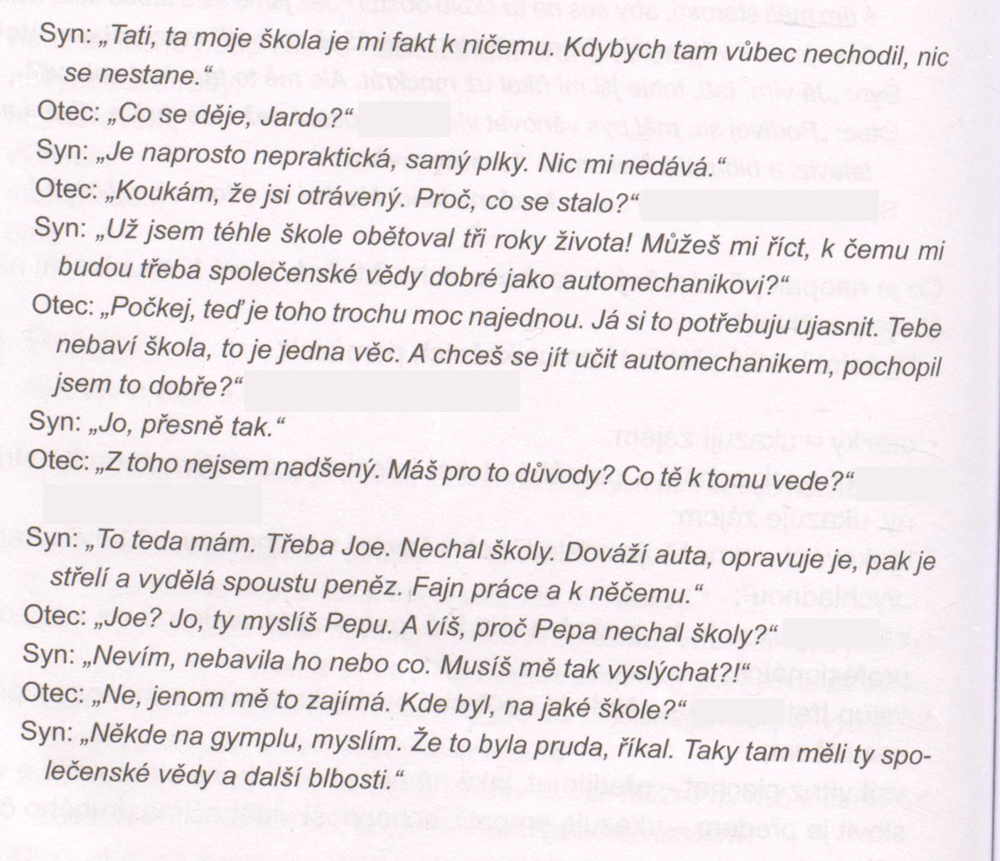 Syn: „Tati, ta moje škola je mi fakt k ničemu. Kdybych tam vůbec nechodil, nic
se nestane.“
Otec: „Co se děje, Jardo?“
Syn: „Je naprosto nepraktická, samý plky. Nic mi nedává.“
Otec: „Koukám, že jsi otrávený. Proč, co se stalo?“
Syn: „Už jsem téhle škole obětoval tři roky života! Můžeš mi říct, k čemu mi
budou třeba společenské vědy dobré jako automechanikovi?“
Otec: „Počkej, teď je toho trochu moc najednou. Já si to potřebuju ujasnit. Tebe
nebaví škola, to je jedna věc. A chceš se jít učit automechanikem, pochopil
jsem to dobře?“
Syn: „Jo, přesně tak.“
Otec: „Z toho nejsem nadšený. Máš pro to důvody? Co tě k tomu vede?“
Syn: „To teda mám. Třeba Joe. Nechal školy. Dováží auta, opravuje je, pak je
střelí a vydělá spoustu peněz. Fajn práce a k něčemu.“
Otec: „Joe? Jo, ty myslíš Pepu. A víš, proč Pepa nechal školy?“
Syn: „Nevím, nebavila ho nebo co. Musíš mě tak vyslýchat?!“
Otec: „Ne, jenom mě to zajímá. Kde byl, na jaké škole?“
Syn: „Někde na gymplu, myslím. Že to byla pruda, říkal. Taky tam měli ty spo-
lečenské vědy a další blbosti.“